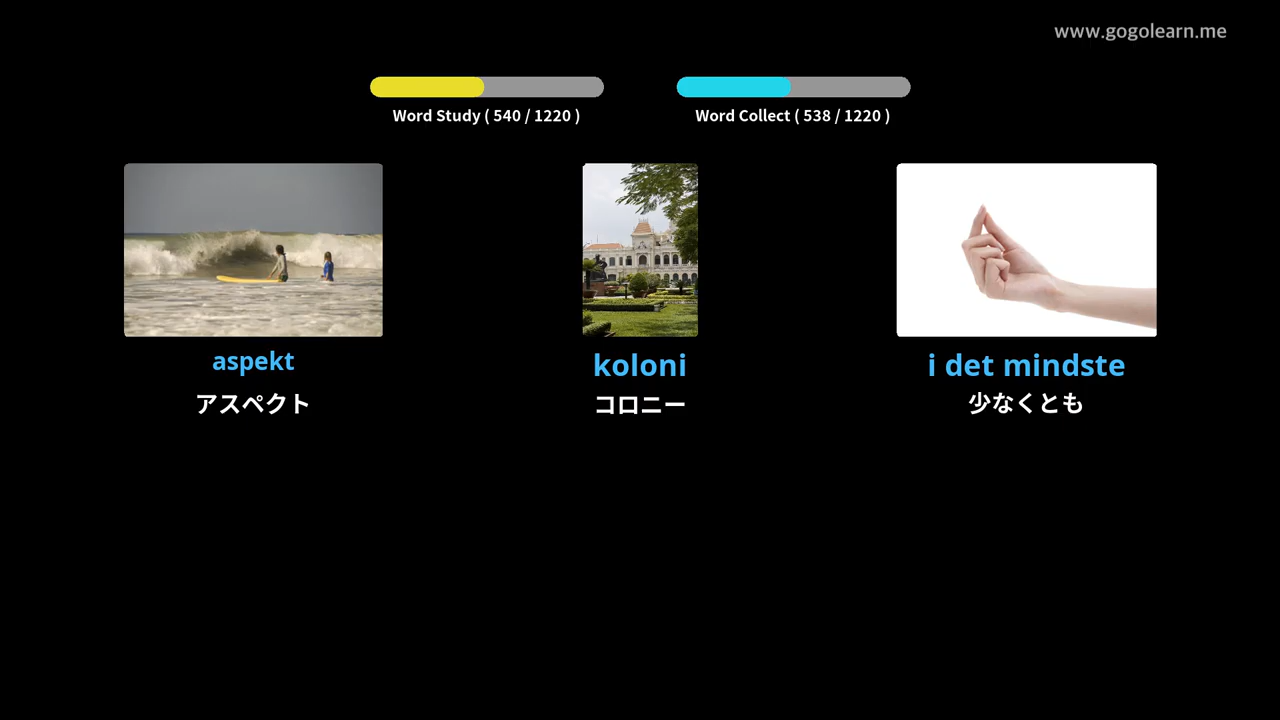 www.gogolearn.me
Word Study ( 540 / 1220 )
Word Collect ( 538 / 1220 )
aspekt
アスペクト
koloni
コロニー
i det mindste
少なくとも